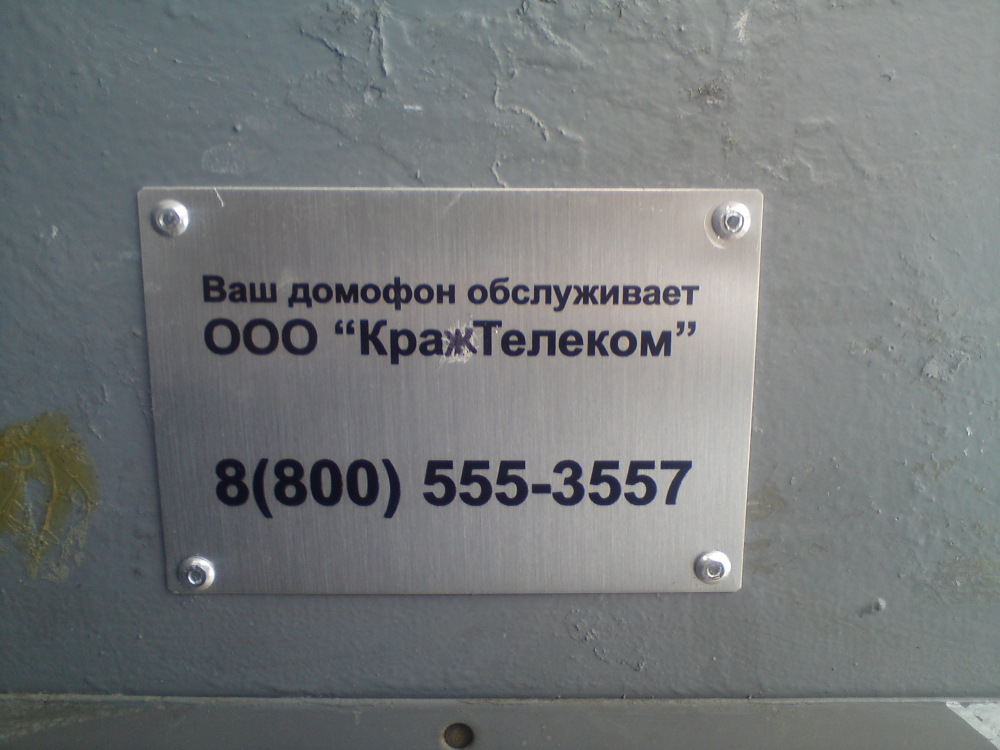 Ваш домофон обслуживает
ООО “КражТелеком”
8(800) 555-3557